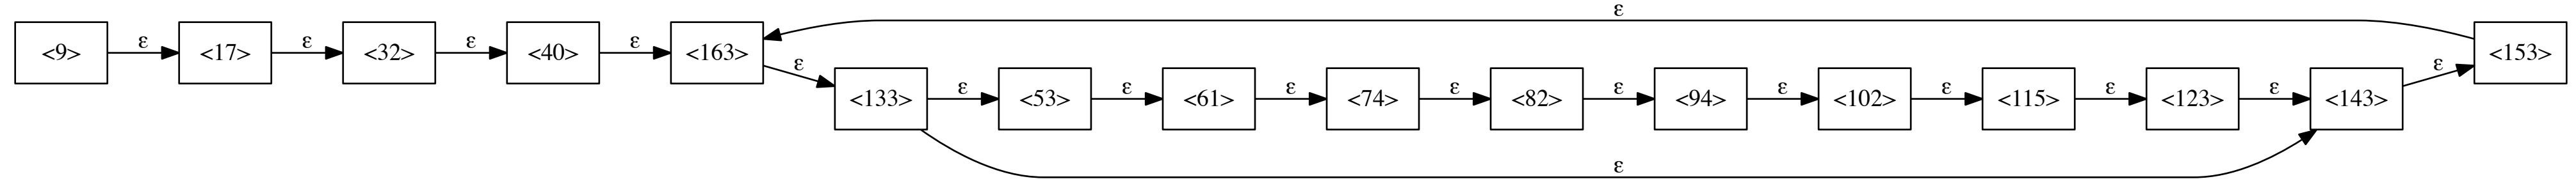 ε
<9> ε <17> ε <32> ε <40> ε <163> <153>
ε ε
<133> ε <53> ε <61> ε <74> ε <82> ε <94> ε <102> ε <115> ε <123> ε <143>
ε